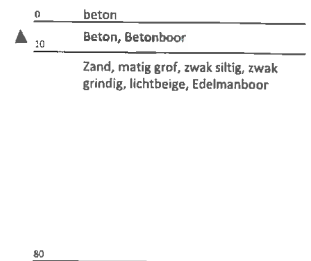 0 beton
Beton, Betonboor
10
Zand, matig grof, zwak siltig, zwak
grindig, lichtbeige, Edelmanboor
80